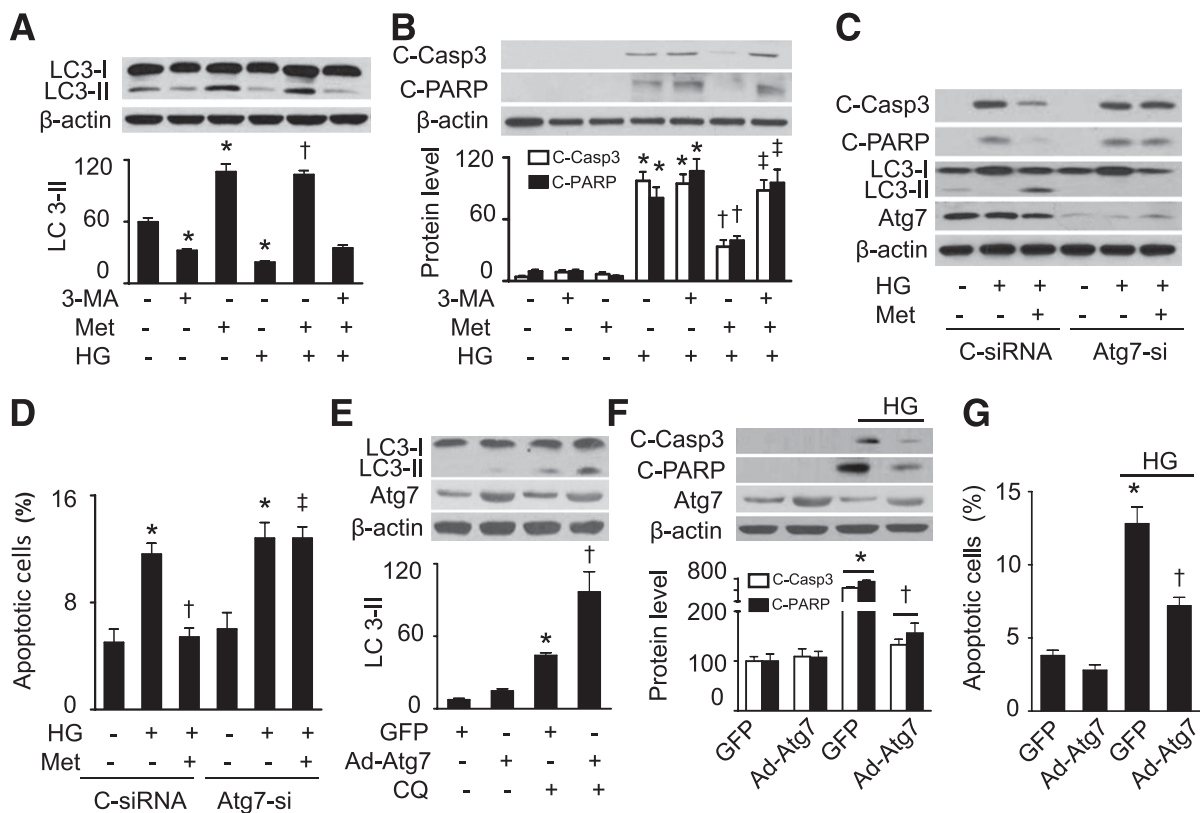 A
LC3-I
LC3-II
β-actin
LC 3-II
120
60
0
* * * †
3-MA - + - - - +
Met - - + - + +
HG - - - + + +
B
C-Casp3
C-PARP
β-actin
Protein level
120
60
0
C-Casp3
C-PARP
* * * * † † ‡ ‡
3-MA - + - - + - +
Met - - + - - + +
HG - - - + + + +
C
C-Casp3
C-PARP
LC3-I
LC3-II
Atg7
β-actin
HG - + + - + +
Met - - + - - +
C-siRNA Atg7-si
D
Apoptotic cells (%)
16
8
0
* † * ‡
HG - + + - + +
Met - - + - - +
C-siRNA Atg7-si
E
LC3-I
LC3-II
Atg7
β-actin
LC 3-II
120
60
0
* †
GFP + - + -
Ad-Atg7 - + - +
CQ - - + +
F
HG
C-Casp3
C-PARP
Atg7
β-actin
Protein level
800
500
200
100
0
C-Casp3
C-PARP
* †
GFP Ad-Atg7 GFP Ad-Atg7
G
HG
Apoptotic cells (%)
15
10
5
0
* †
GFP Ad-Atg7 GFP Ad-Atg7